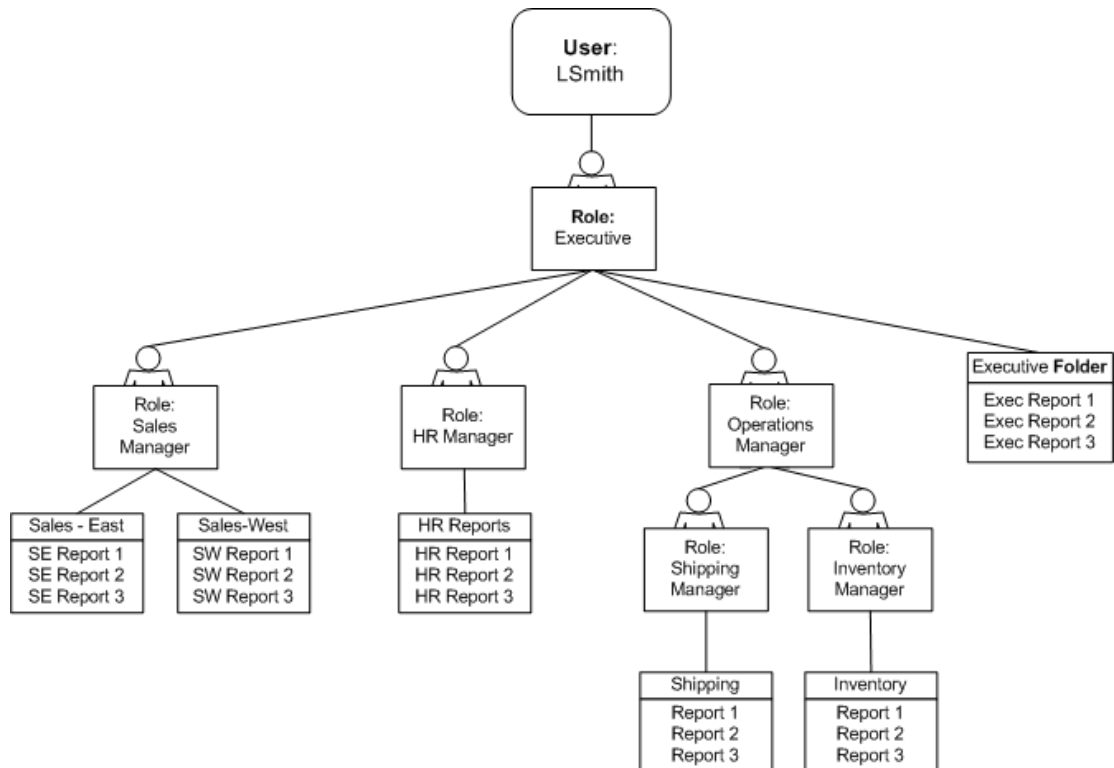 User:
LSmith
Role:
Executive
Role:
Sales
Manager
Role:
HR Manager
Role:
Operations
Manager
Executive Folder
Exec Report 1
Exec Report 2
Exec Report 3
Sales - East
SE Report 1
SE Report 2
SE Report 3
Sales-West
SW Report 1
SW Report 2
SW Report 3
HR Reports
HR Report 1
HR Report 2
HR Report 3
Role:
Shipping
Manager
Role:
Inventory
Manager
Shipping
Report 1
Report 2
Report 3
Inventory
Report 1
Report 2
Report 3